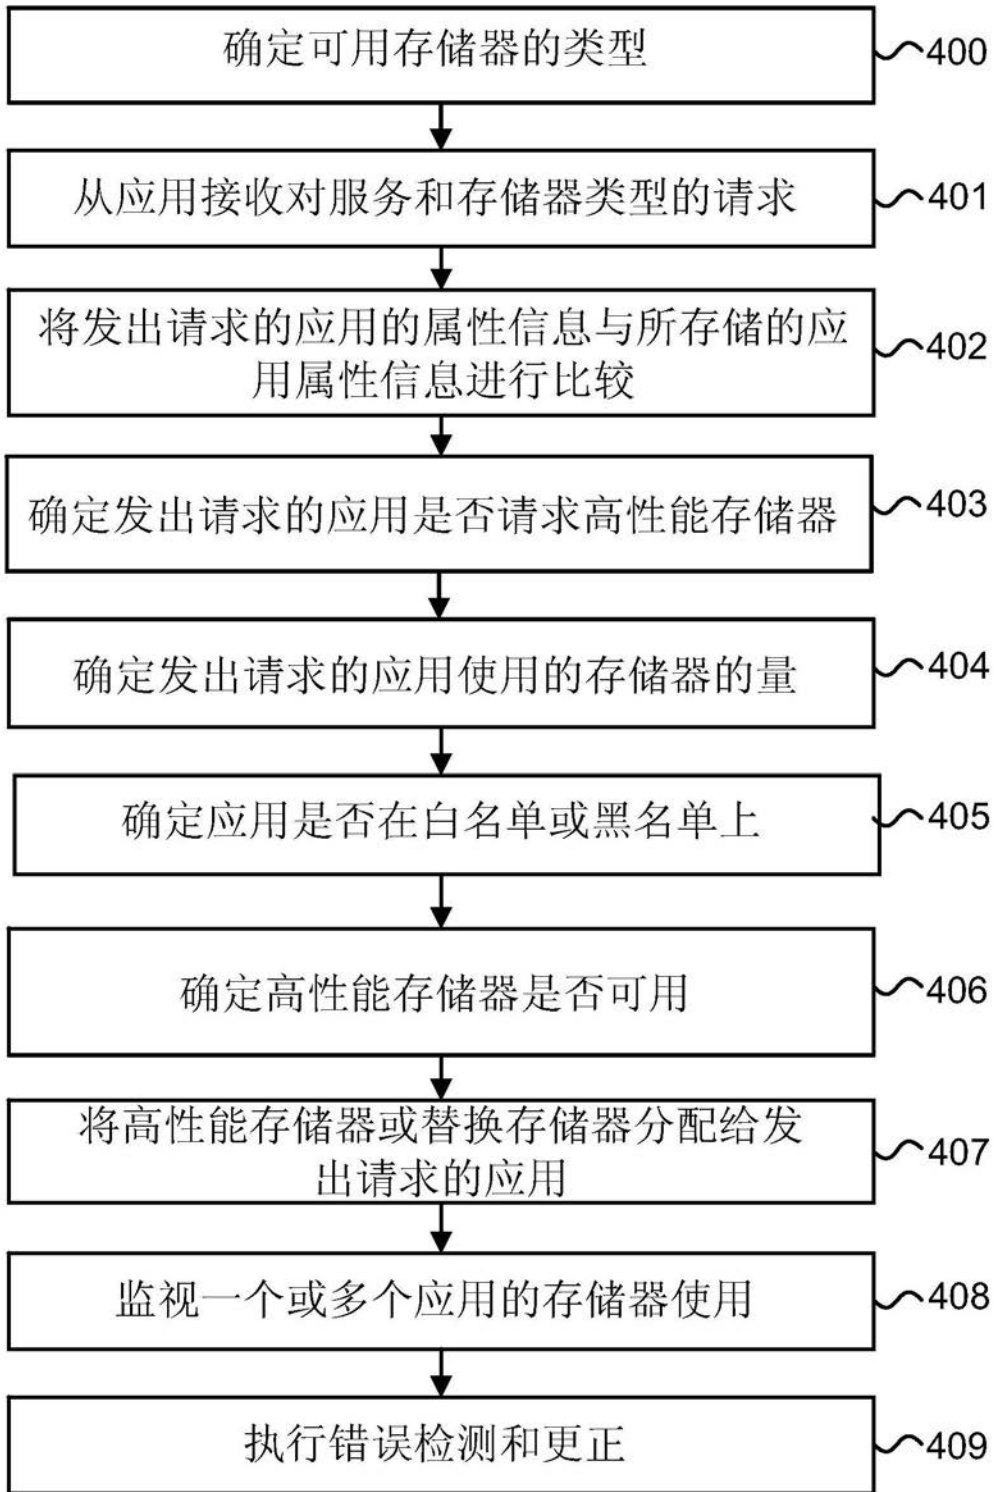 确定可用存储器的类型
400
从应用接收对服务和存储器类型的请求
401
将发出请求的应用的属性信息与所存储的应
用属性信息进行比较
402
确定发出请求的应用是否请求高性能存储器
403
确定发出请求的应用使用的存储器的量
404
确定应用是否在白名单或黑名单上
405
确定高性能存储器是否可用
406
将高性能存储器或替换存储器分配给发
出请求的应用
407
监视一个或多个应用的存储器使用
408
执行错误检测和更正
409